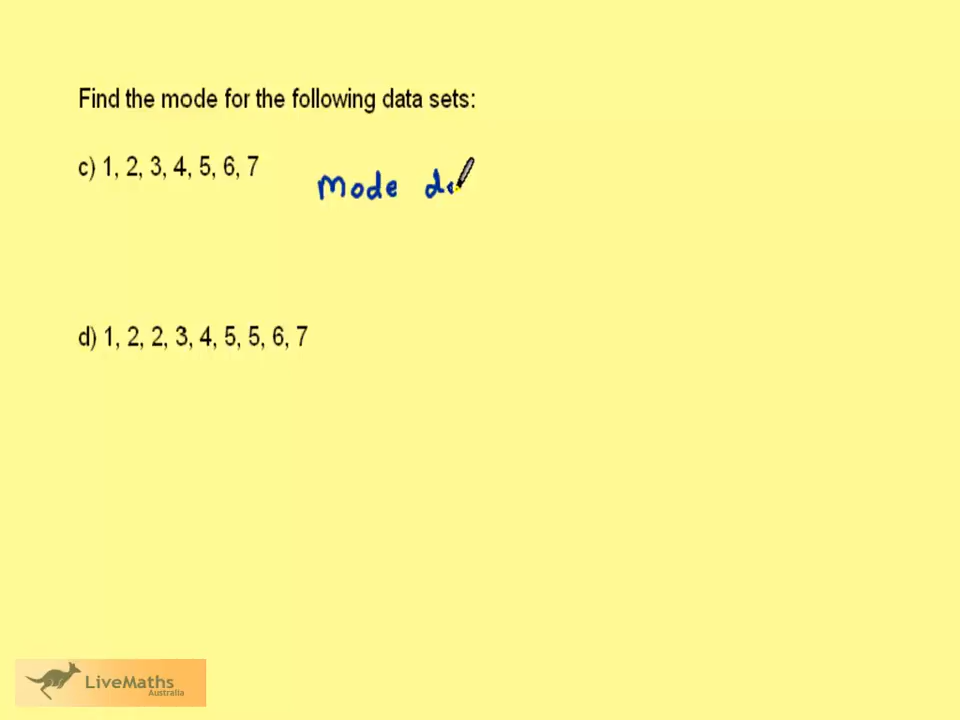 Find the mode for the following data sets:
c) 1, 2, 3, 4, 5, 6, 7
Mode do
d) 1, 2, 2, 3, 4, 5, 5, 6, 7
LiveMaths
Australia